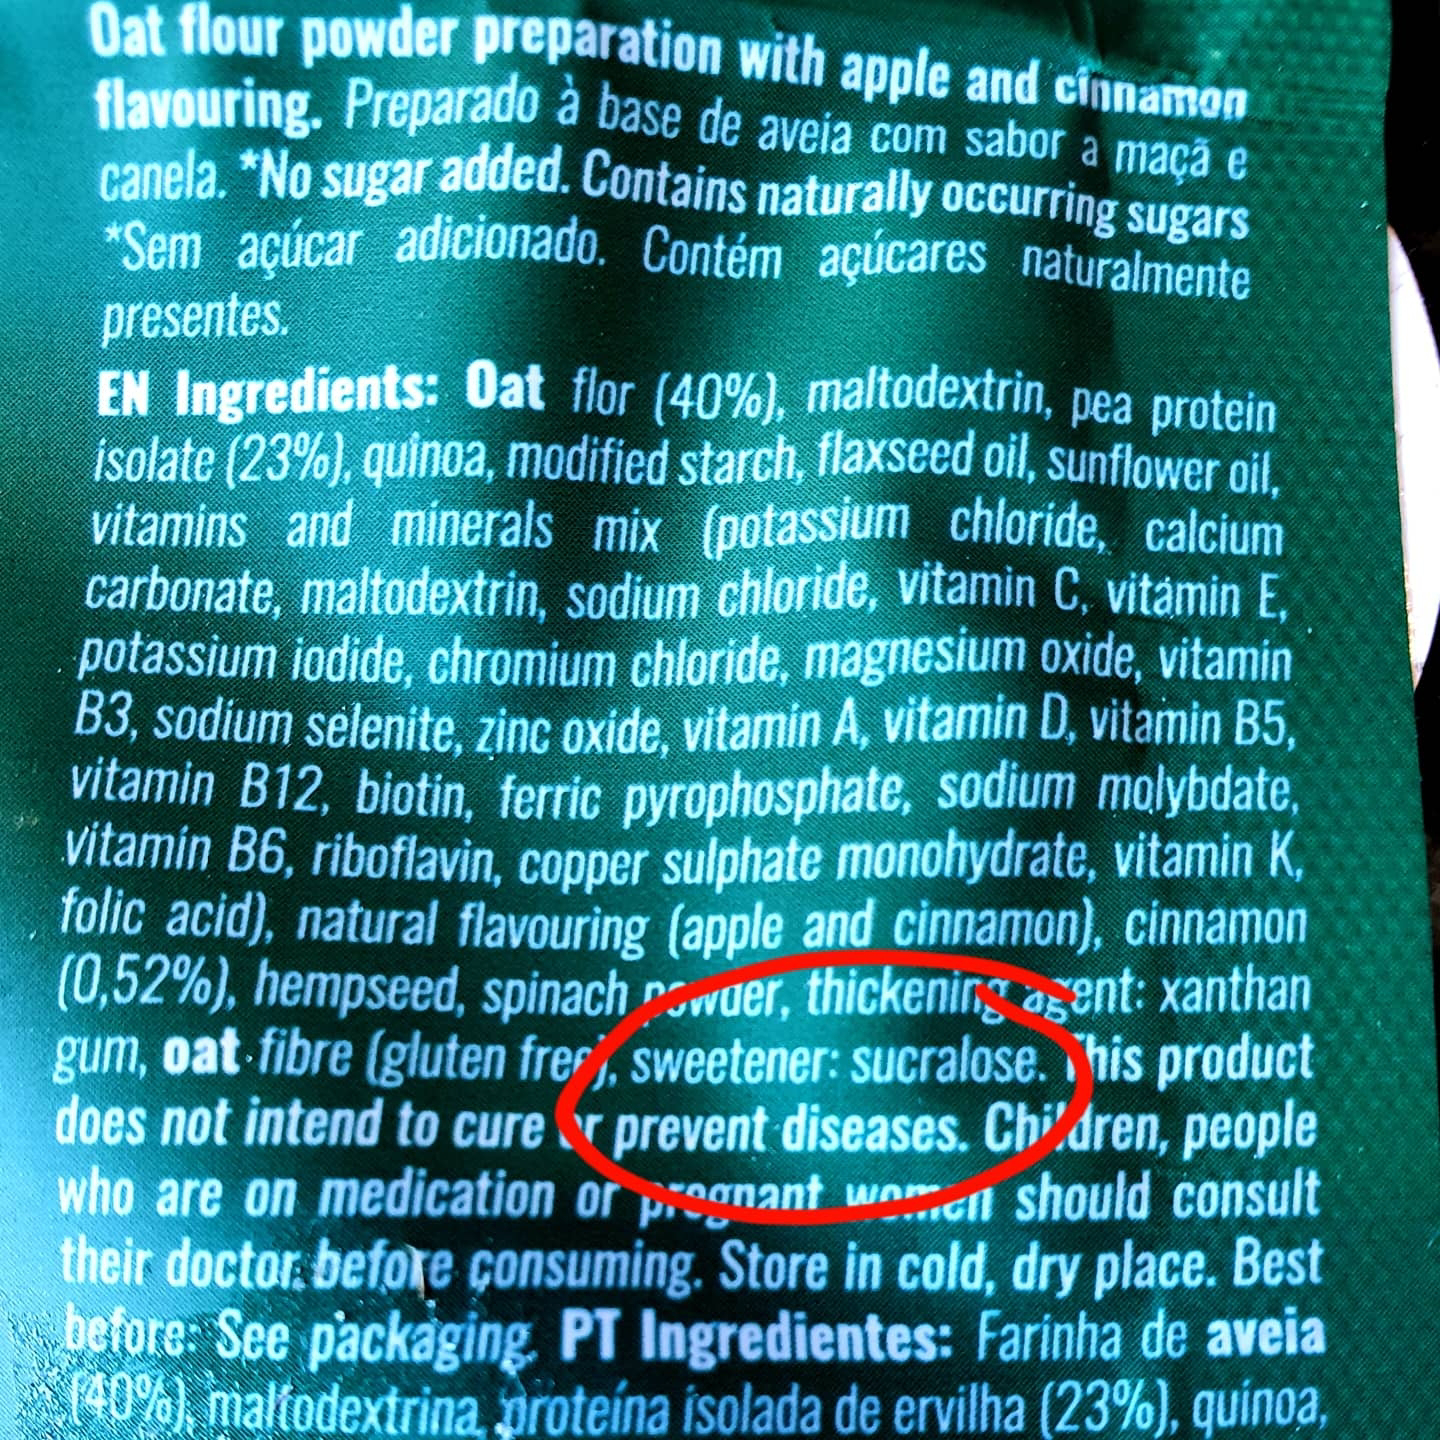 Oat flour powder preparation with apple and cinnamon
flavouring. Preparado à base de aveia com sabor a maçã e
canela. *No sugar added. Contains naturally occurring sugars
*Sem açúcar adicionado. Contém açúcares naturalmente
presentes.
EN Ingredients: Oat flor (40%), maltodextrin, pea protein
isolate (23%), quinoa, modified starch, flaxseed oil, sunflower oil,
vitamins and minerals mix (potassium chloride, calcium
carbonate, maltodextrin, sodium chloride, vitamin C, vitamin E,
potassium iodide, chromium chloride, magnesium oxide, vitamin
B3, sodium selenite, zinc oxide, vitamin A, vitamin D, vitamin B5,
vitamin B12, biotin, ferric pyrophosphate, sodium molybdate,
vitamin B6, riboflavin, copper sulphate monohydrate, vitamin K,
folic acid), natural flavouring (apple and cinnamon), cinnamon
(0,52%), hempseed, spinach powder, thickening agent: xanthan
gum, oat fibre (gluten free), sweetener: sucralose. This product
does not intend to cure or prevent diseases. Children, people
who are on medication or pregnant women should consult
their doctor before consuming. Store in cold, dry place. Best
before: See packaging. PT Ingredientes: Farinha de aveia
(40%), maltodextrina, proteína isolada de ervilha (23%), quinoa,